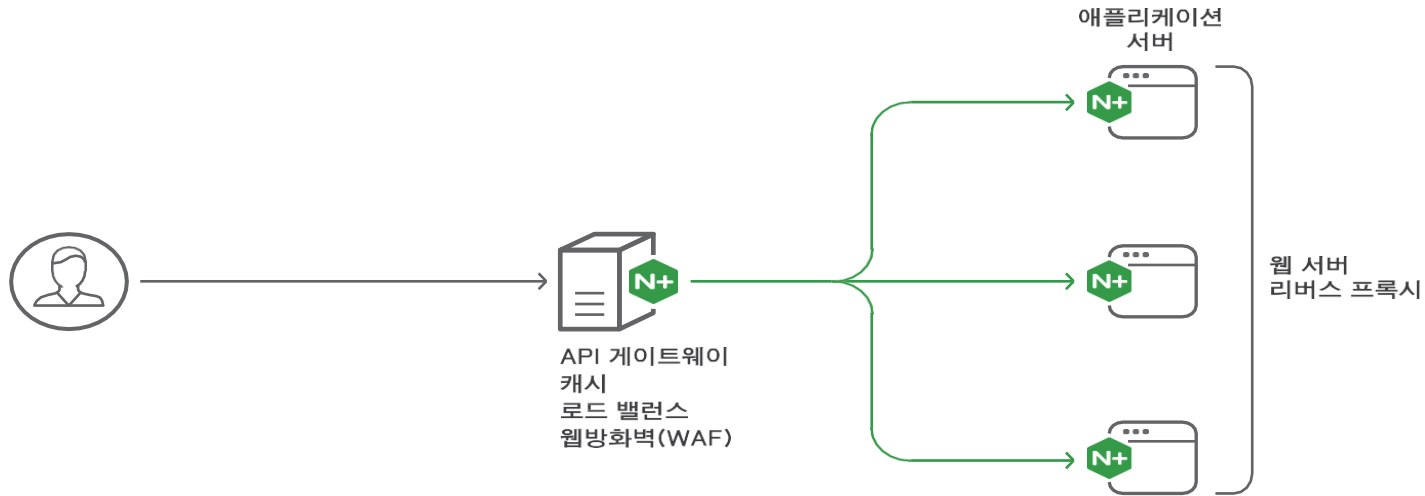 애플리케이션
서버
N+
N+
N+
웹 서버
리버스 프록시
API 게이트웨이
캐시
로드 밸런스
웹방화벽(WAF)
N+